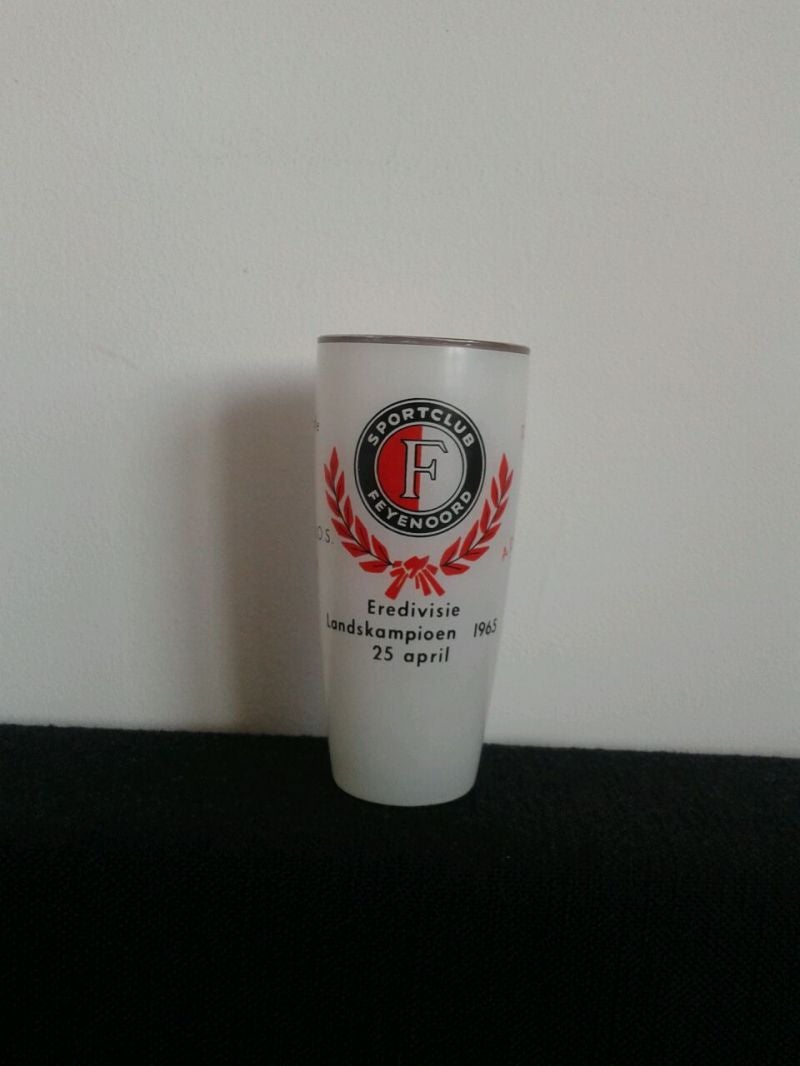 SPORTCLUB
F
FEYENOORD
Eredivisie
Landskampioen 1965
25 april